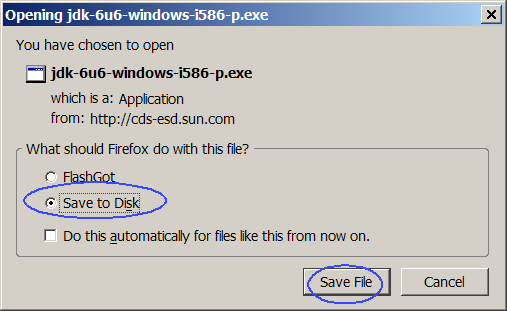 Opening jdk-6u6-windows-i586-p.exe
You have chosen to open
jdk-6u6-windows-i586-p.exe
which is a: Application
from: http://cds-esd.sun.com
What should Firefox do with this file?
FlashGot
Save to Disk
Do this automatically for files like this from now on.
Save File Cancel